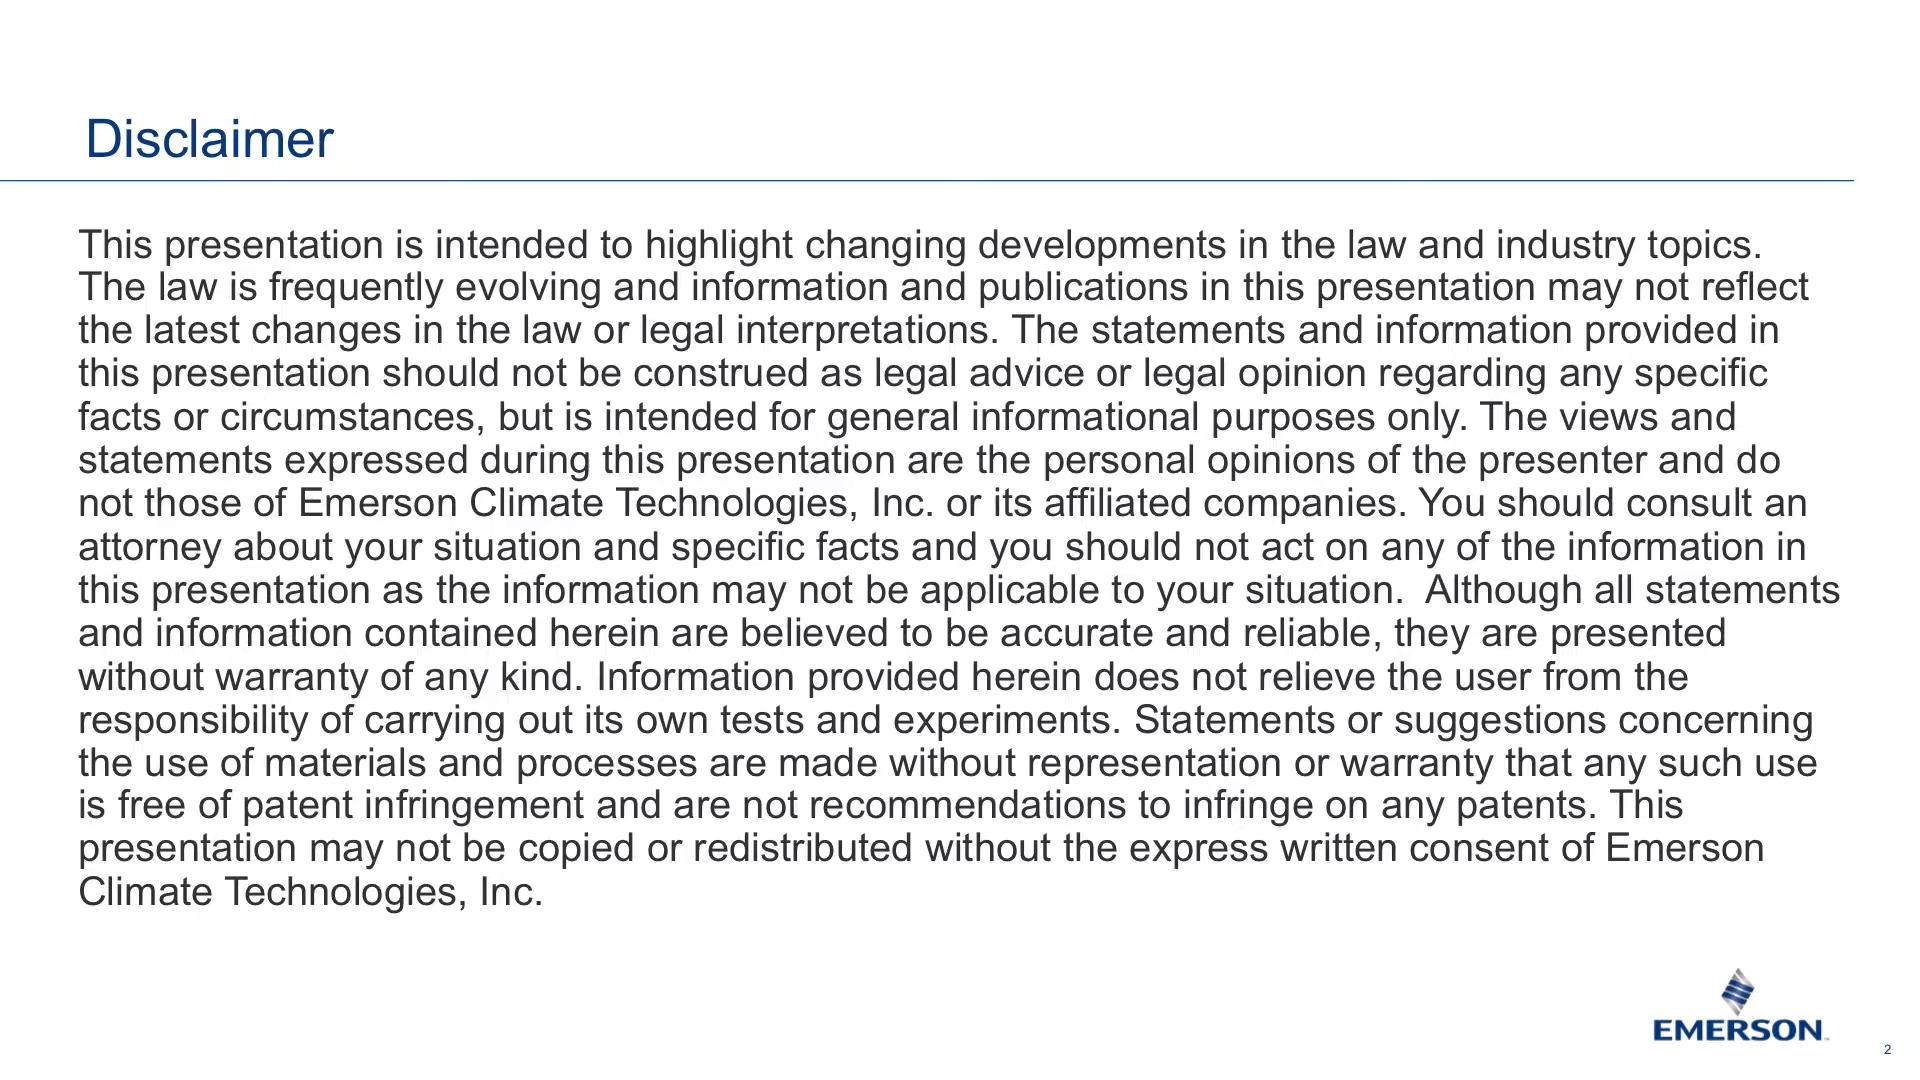 Disclaimer
This presentation is intended to highlight changing developments in the law and industry topics.
The law is frequently evolving and information and publications in this presentation may not reflect
the latest changes in the law or legal interpretations. The statements and information provided in
this presentation should not be construed as legal advice or legal opinion regarding any specific
facts or circumstances, but is intended for general informational purposes only. The views and
statements expressed during this presentation are the personal opinions of the presenter and do
not those of Emerson Climate Technologies, Inc. or its affiliated companies. You should consult an
attorney about your situation and specific facts and you should not act on any of the information in
this presentation as the information may not be applicable to your situation.  Although all statements
and information contained herein are believed to be accurate and reliable, they are presented
without warranty of any kind. Information provided herein does not relieve the user from the
responsibility of carrying out its own tests and experiments. Statements or suggestions concerning
the use of materials and processes are made without representation or warranty that any such use
is free of patent infringement and are not recommendations to infringe on any patents. This
presentation may not be copied or redistributed without the express written consent of Emerson
Climate Technologies, Inc.
EMERSON
2